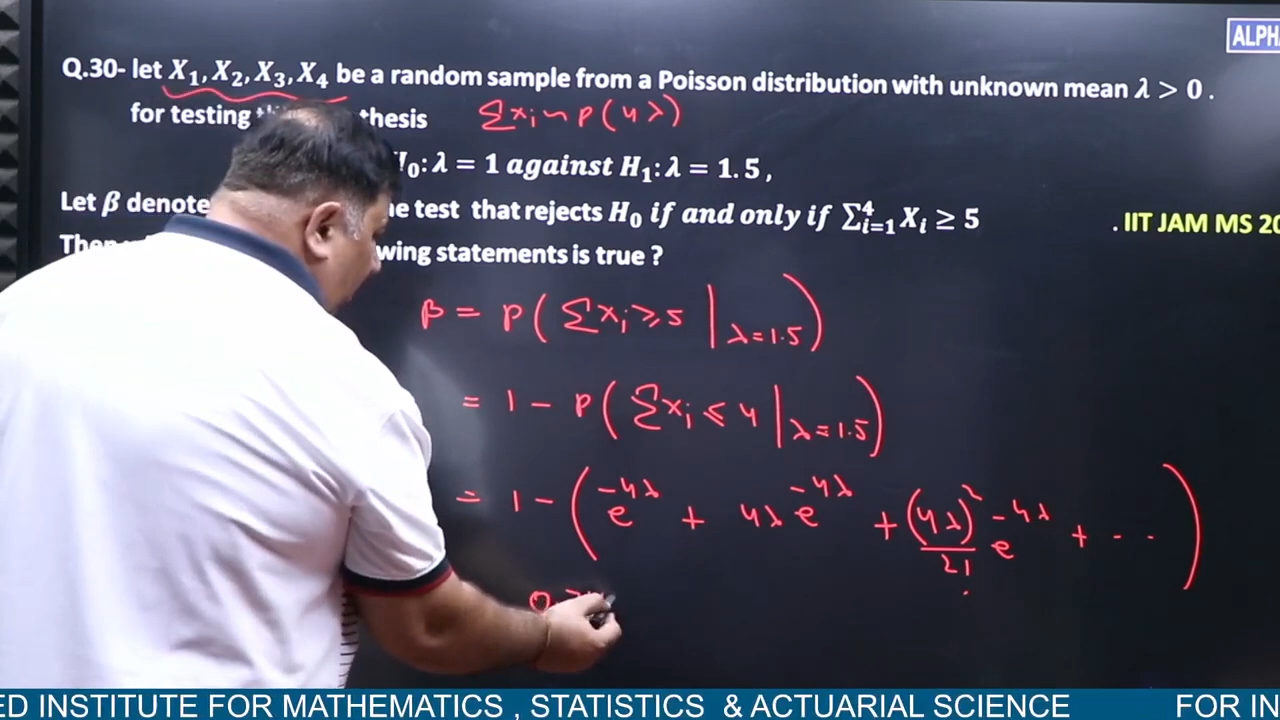 ALPH
Q.30- let X₁, X₂, X₃, X₄ be a random sample from a Poisson distribution with unknown mean λ > 0 .
for testing thesis Σxᵢ ~ P(4λ)
H₀: λ = 1 against H₁: λ = 1.5 ,
Let β denote e test that rejects H₀ if and only if Σ⁴ᵢ₌₁ Xᵢ ≥ 5 . IIT JAM MS 20
The wing statements is true ?
β = P( Σxᵢ ≥ 5 | λ=1.5 )
= 1 - P( Σxᵢ ≤ 4 | λ=1.5 )
= 1 - ( e^(-4λ) + 4λ e^(-4λ) + (4λ)²/2! e^(-4λ) + - - )
ED INSTITUTE FOR MATHEMATICS , STATISTICS & ACTUARIAL SCIENCE FOR IN